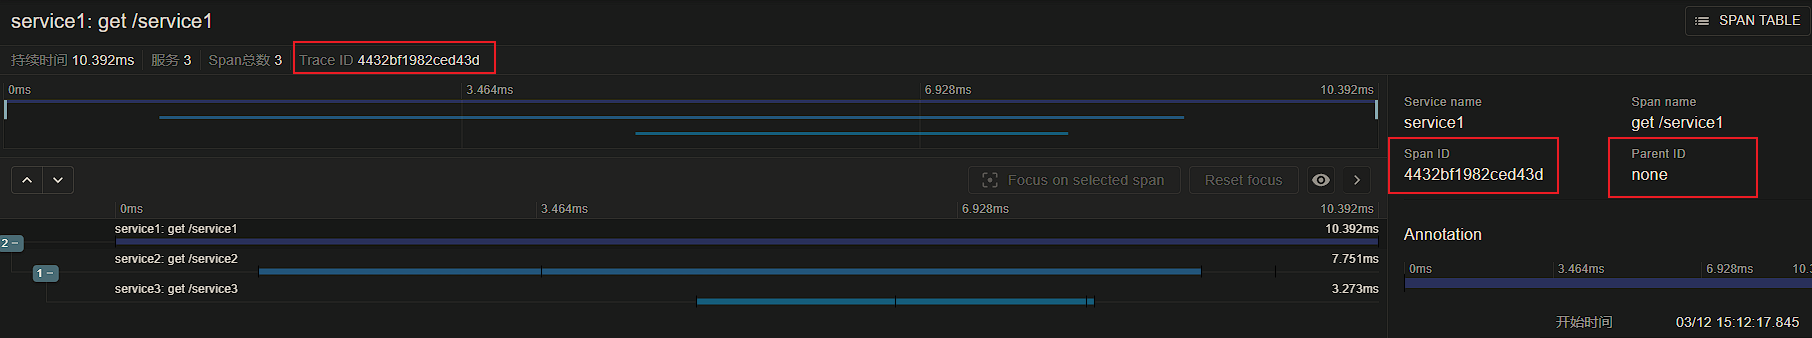 service1: get /service1
SPAN TABLE
持续时间 10.392ms 服务 3 Span总数 3 Trace ID 4432bf1982ced43d
0ms 3.464ms 6.928ms 10.392ms
Service name Span name
service1 get /service1
Span ID Parent ID
4432bf1982ced43d none
Focus on selected span Reset focus
0ms 3.464ms 6.928ms 10.392ms
service1: get /service1 10.392ms
2 −
service2: get /service2 7.751ms
1 −
service3: get /service3 3.273ms
Annotation
0ms 3.464ms 6.928ms 10.3
开始时间 03/12 15:12:17.845